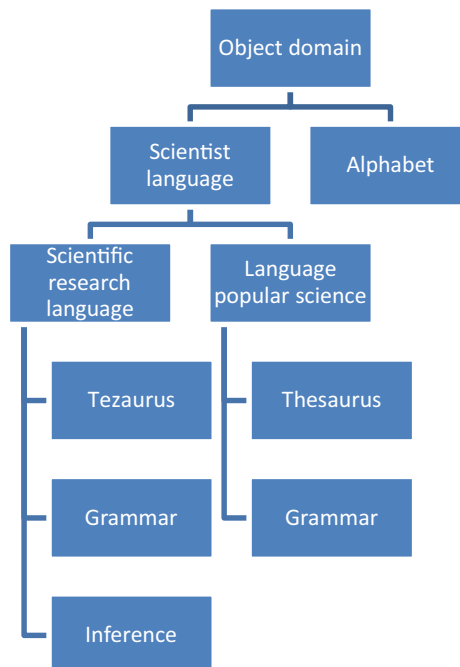 Object domain
Scientist
language
Alphabet
Scientific
research
language
Language
popular science
Tezaurus
Thesaurus
Grammar
Grammar
Inference